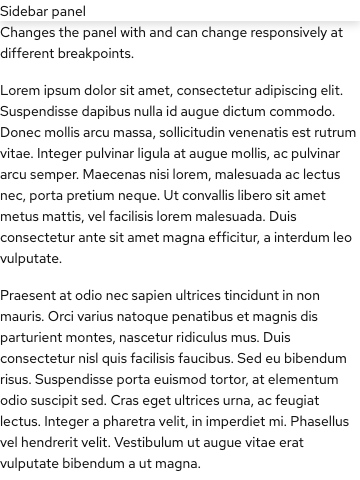 Sidebar panel
Changes the panel with and can change responsively at
different breakpoints.
Lorem ipsum dolor sit amet, consectetur adipiscing elit.
Suspendisse dapibus nulla id augue dictum commodo.
Donec mollis arcu massa, sollicitudin venenatis est rutrum
vitae. Integer pulvinar ligula at augue mollis, ac pulvinar
arcu semper. Maecenas nisi lorem, malesuada ac lectus
nec, porta pretium neque. Ut convallis libero sit amet
metus mattis, vel facilisis lorem malesuada. Duis
consectetur ante sit amet magna efficitur, a interdum leo
vulputate.
Praesent at odio nec sapien ultrices tincidunt in non
mauris. Orci varius natoque penatibus et magnis dis
parturient montes, nascetur ridiculus mus. Duis
consectetur nisl quis facilisis faucibus. Sed eu bibendum
risus. Suspendisse porta euismod tortor, at elementum
odio suscipit sed. Cras eget ultrices urna, ac feugiat
lectus. Integer a pharetra velit, in imperdiet mi. Phasellus
vel hendrerit velit. Vestibulum ut augue vitae erat
vulputate bibendum a ut magna.